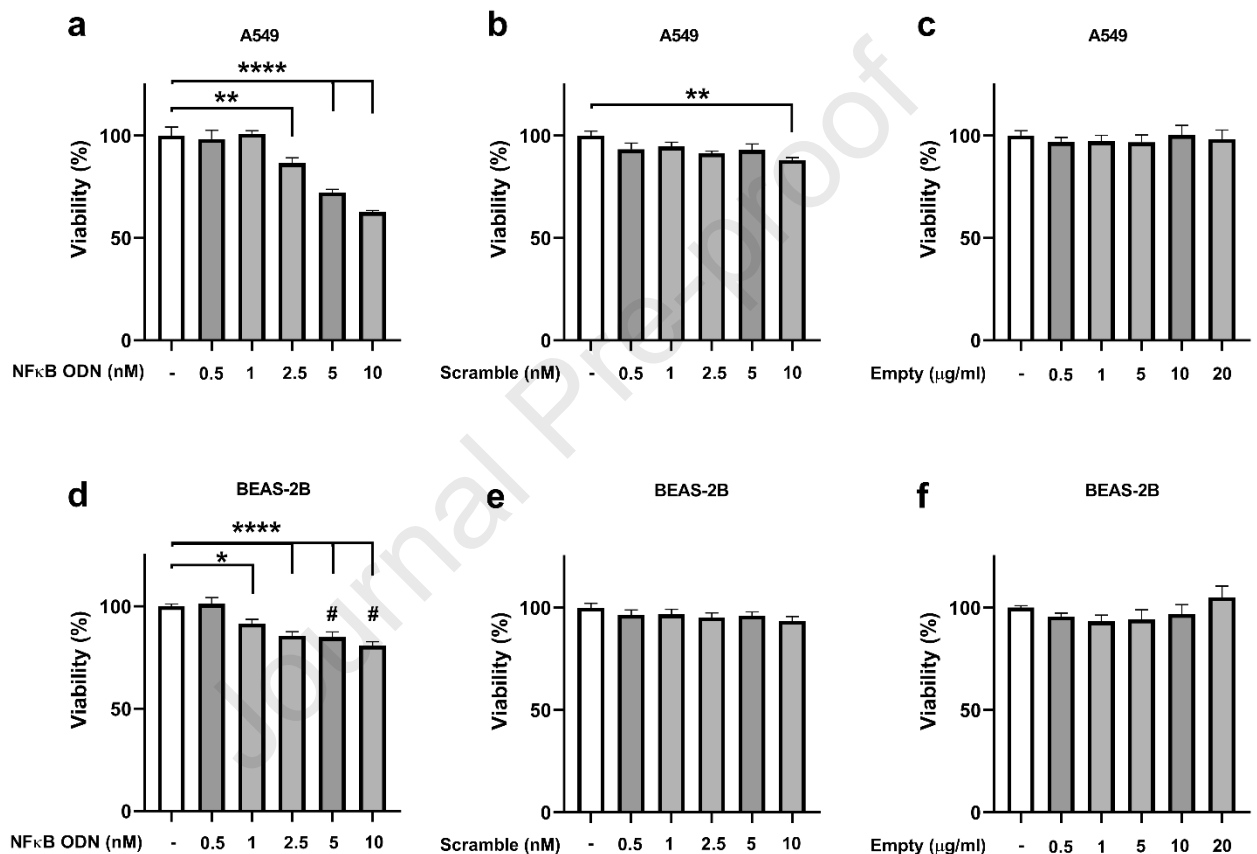 a
A549
****
**
Viability (%)
100
50
0
NFκB ODN (nM) - 0.5 1 2.5 5 10
b
A549
**
Viability (%)
100
50
0
Scramble (nM) - 0.5 1 2.5 5 10
c
A549
Viability (%)
100
50
0
Empty (μg/ml) - 0.5 1 5 10 20
d
BEAS-2B
****
*
# #
Viability (%)
100
50
0
NFκB ODN (nM) - 0.5 1 2.5 5 10
e
BEAS-2B
Viability (%)
100
50
0
Scramble (nM) - 0.5 1 2.5 5 10
f
BEAS-2B
Viability (%)
100
50
0
Empty (μg/ml) - 0.5 1 5 10 20
Journal Pre-proof